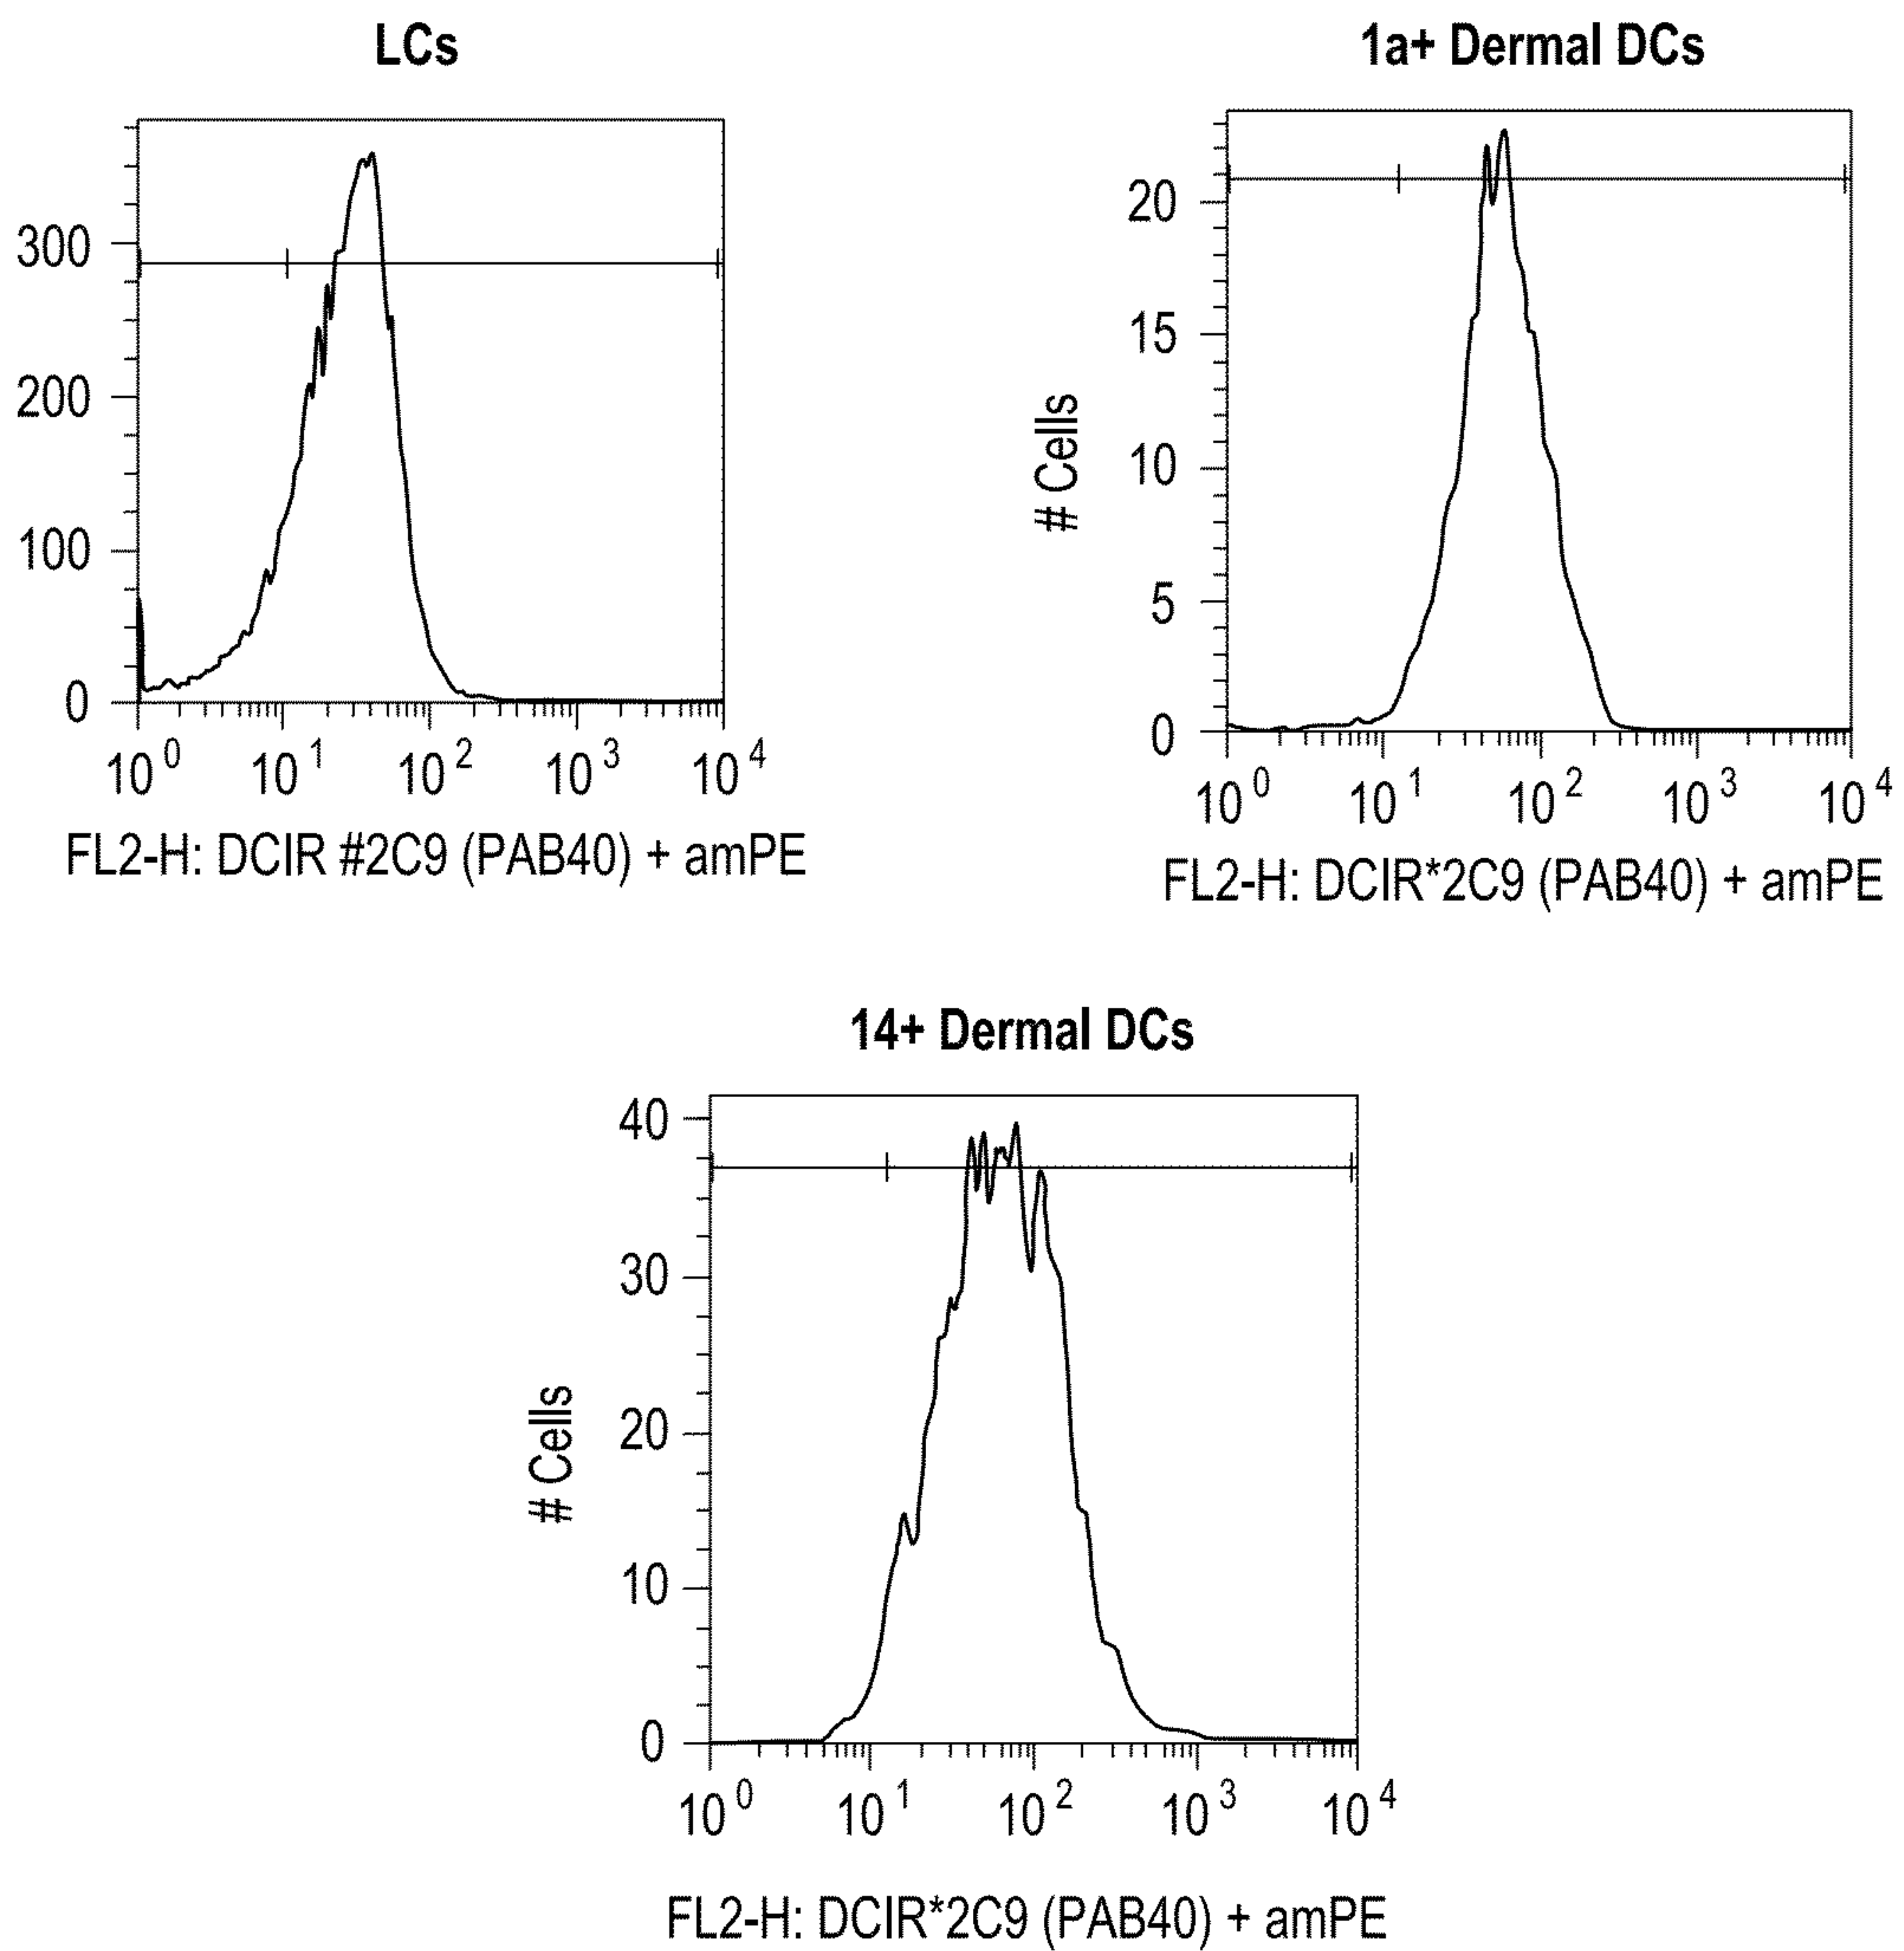 LCs
300
200
100
0
10^0 10^1 10^2 10^3 10^4
FL2-H: DCIR #2C9 (PAB40) + amPE
1a+ Dermal DCs
# Cells
20
15
10
5
0
10^0 10^1 10^2 10^3 10^4
FL2-H: DCIR*2C9 (PAB40) + amPE
14+ Dermal DCs
# Cells
40
30
20
10
0
10^0 10^1 10^2 10^3 10^4
FL2-H: DCIR*2C9 (PAB40) + amPE